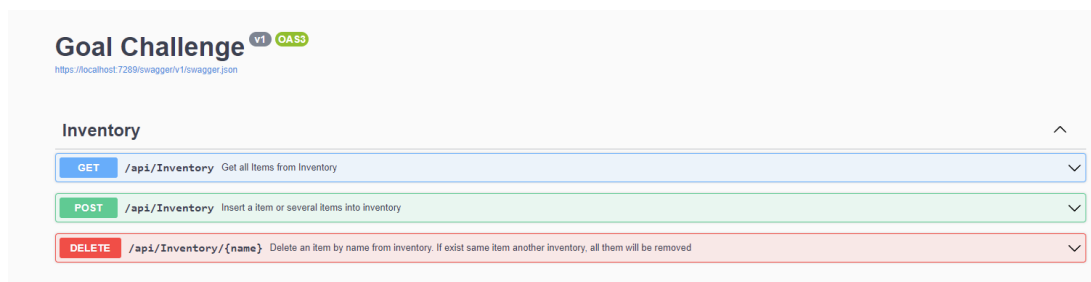 Goal Challenge v1 OAS3
https://localhost:7289/swagger/v1/swagger.json
Inventory
GET /api/Inventory Get all Items from Inventory
POST /api/Inventory Insert a item or several items into inventory
DELETE /api/Inventory/{name} Delete an item by name from inventory. If exist same item another inventory, all them will be removed